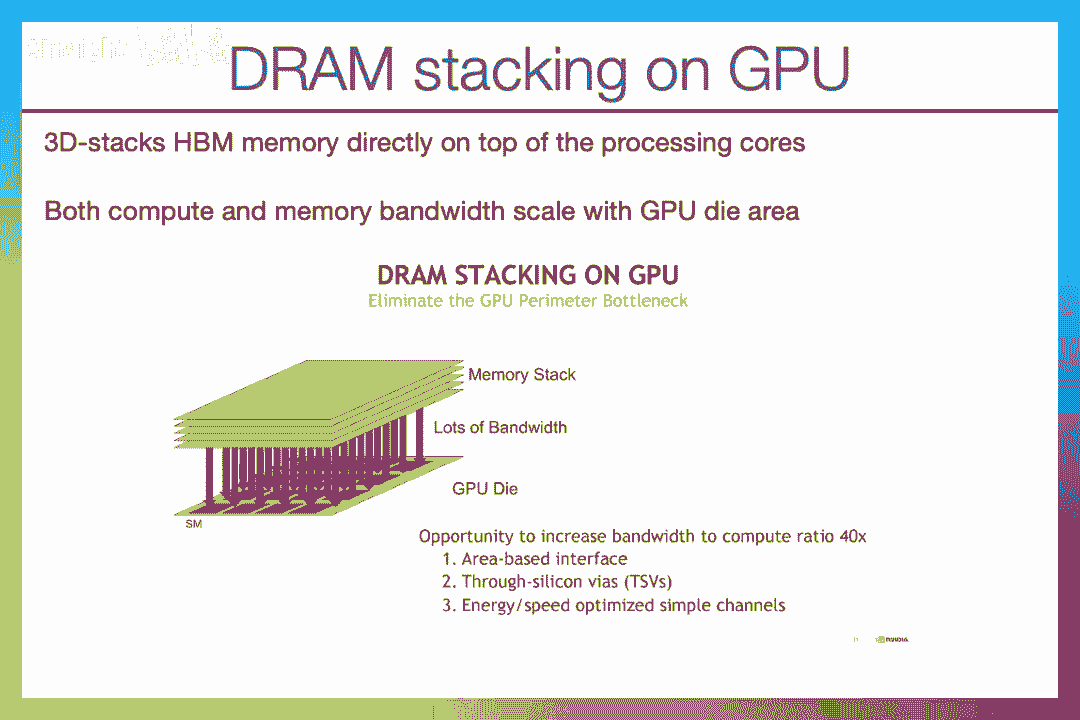 DRAM stacking on GPU
3D-stacks HBM memory directly on top of the processing cores
Both compute and memory bandwidth scale with GPU die area
DRAM STACKING ON GPU
Eliminate the GPU Perimeter Bottleneck
Memory Stack
Lots of Bandwidth
GPU Die
SM
Opportunity to increase bandwidth to compute ratio 40x
1. Area-based interface
2. Through-silicon vias (TSVs)
3. Energy/speed optimized simple channels
NVIDIA